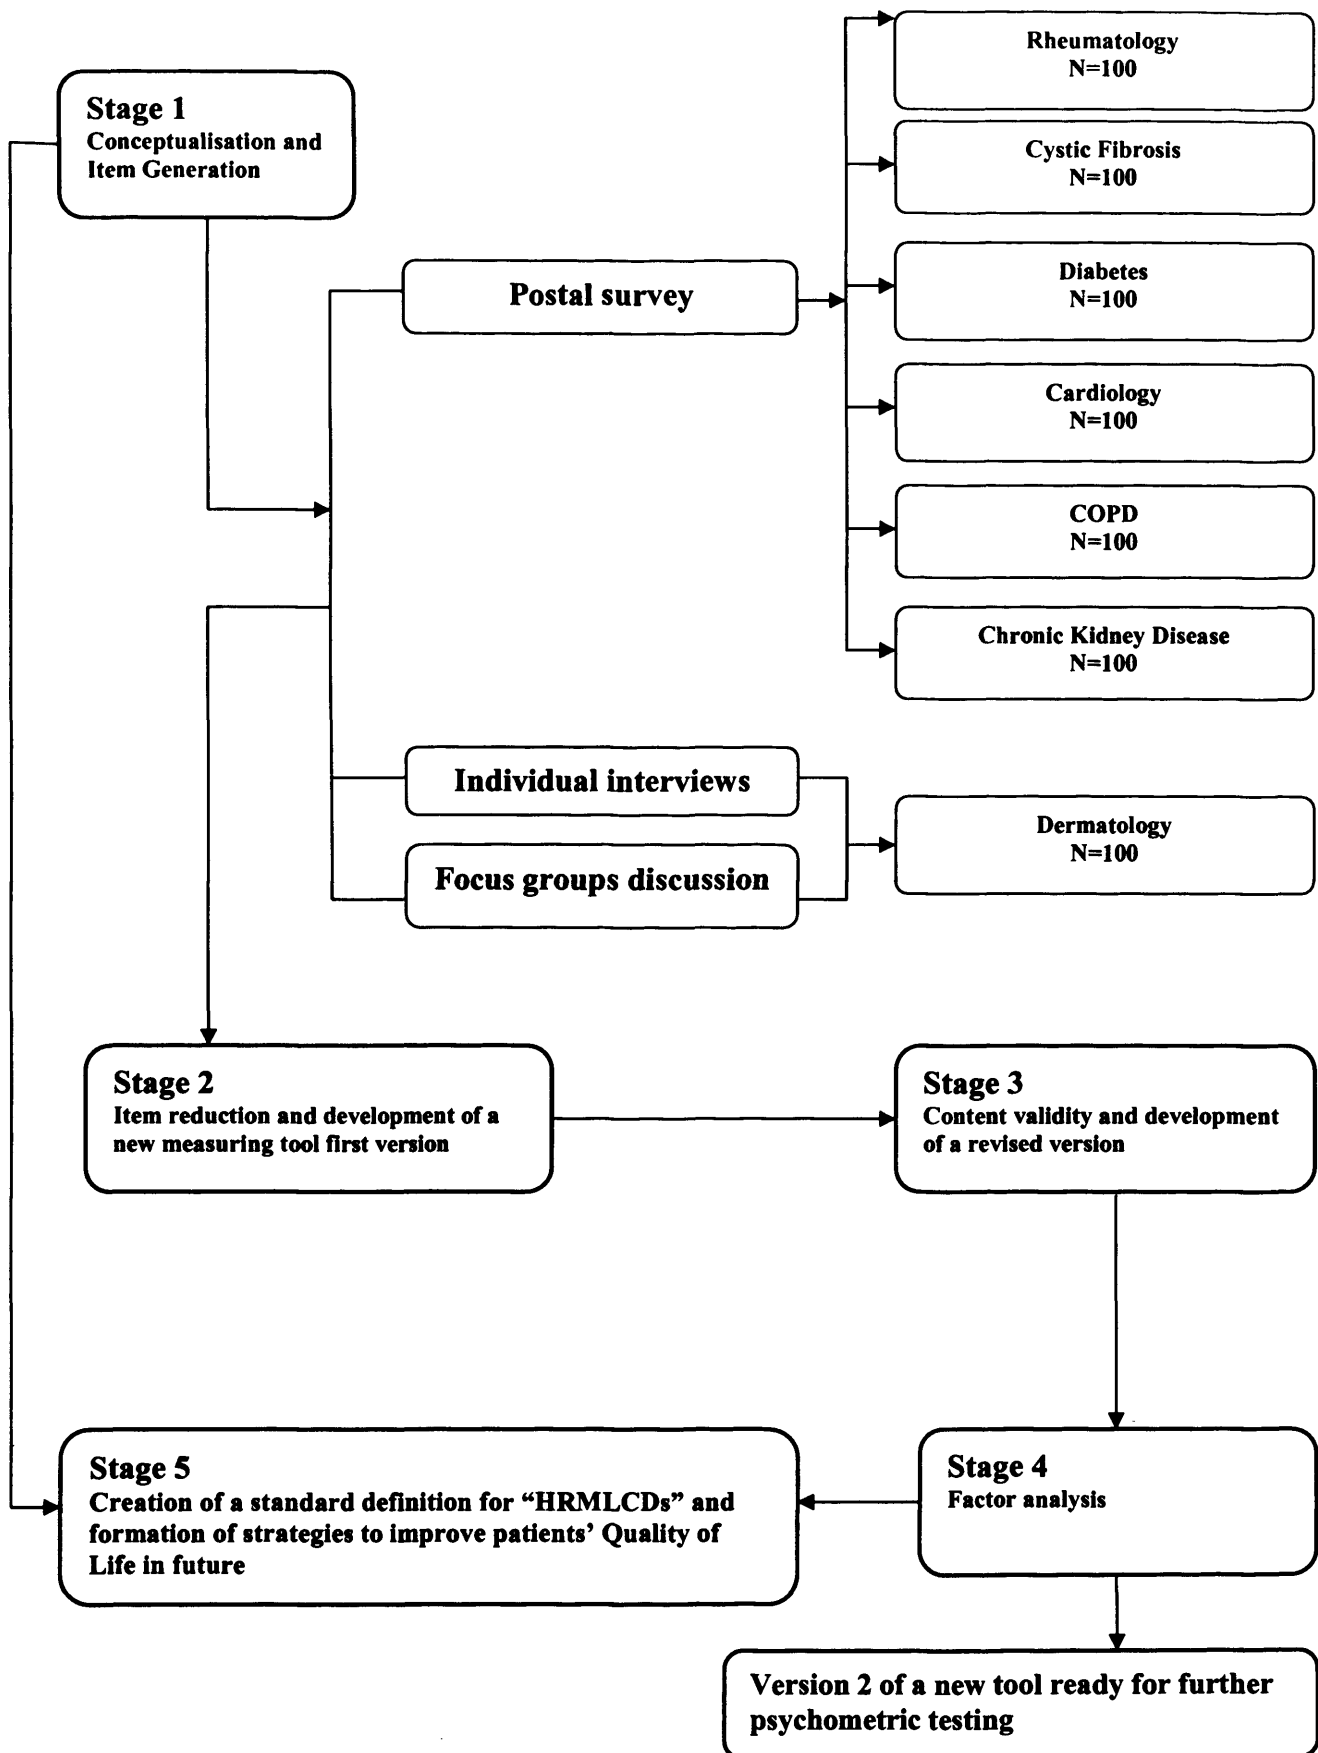 Rheumatology
N=100
Stage 1
Conceptualisation and
Item Generation
Cystic Fibrosis
N=100
Postal survey
Diabetes
N=100
Cardiology
N=100
COPD
N=100
Chronic Kidney Disease
N=100
Individual interviews
Focus groups discussion
Dermatology
N=100
Stage 2
Item reduction and development of a
new measuring tool first version
Stage 3
Content validity and development
of a revised version
Stage 5
Creation of a standard definition for “HRMLCDs” and
formation of strategies to improve patients’ Quality of
Life in future
Stage 4
Factor analysis
Version 2 of a new tool ready for further
psychometric testing